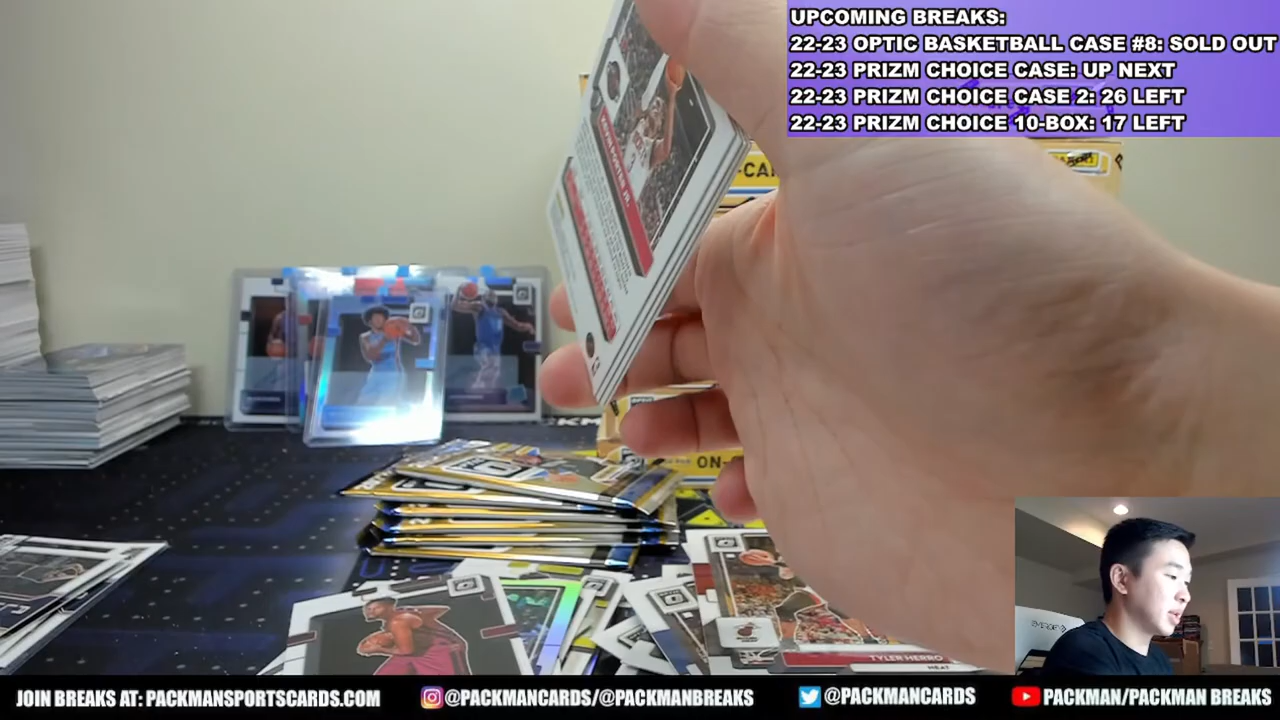 UPCOMING BREAKS:
22-23 OPTIC BASKETBALL CASE #8: SOLD OUT
22-23 PRIZM CHOICE CASE: UP NEXT
22-23 PRIZM CHOICE CASE 2: 26 LEFT
22-23 PRIZM CHOICE 10-BOX: 17 LEFT
ON-
TYLER HERRO
HEAT
JOIN BREAKS AT: PACKMANSPORTSCARDS.COM
@PACKMANCARDS/@PACKMANBREAKS
@PACKMANCARDS
PACKMAN/PACKMAN BREAKS